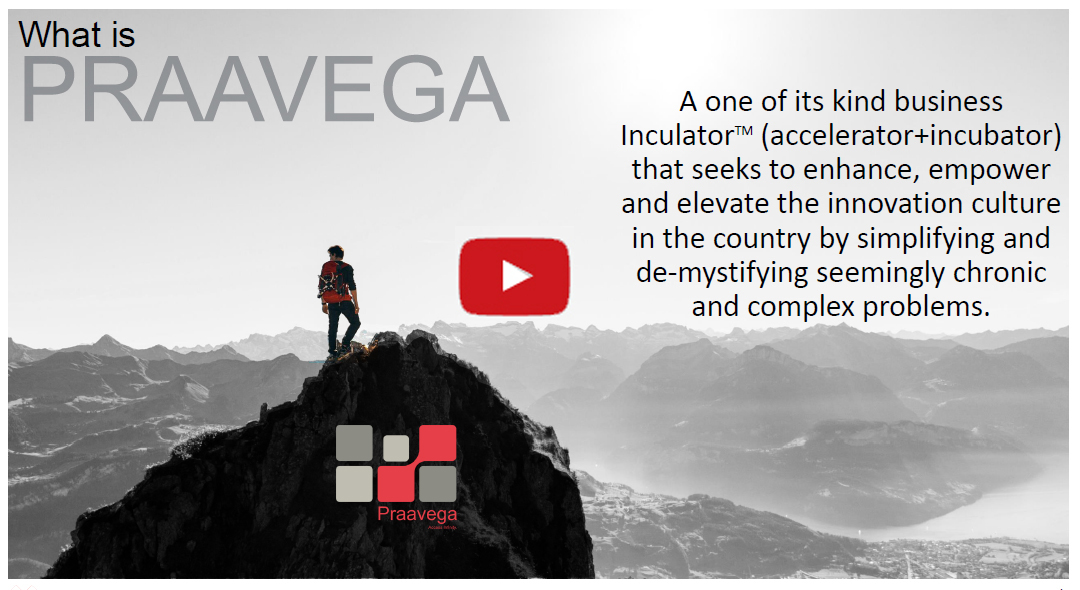 What is
PRAAVEGA
A one of its kind business
Inculator™ (accelerator+incubator)
that seeks to enhance, empower
and elevate the innovation culture
in the country by simplifying and
de-mystifying seemingly chronic
and complex problems.
Praavega